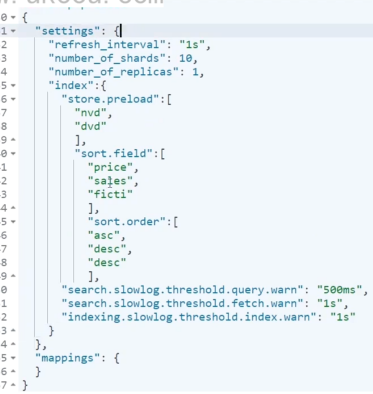 0 {
1 "settings": {
2 "refresh_interval": "1s",
3 "number_of_shards": 10,
4 "number_of_replicas": 1,
5 "index":{
6 "store.preload":[
7 "nvd",
8 "dvd"
9 ],
0 "sort.field":[
1 "price",
2 "sales",
3 "ficti"
4 ],
5 "sort.order":[
6 "asc",
7 "desc",
8 "desc"
9 ],
0 "search.slowlog.threshold.query.warn": "500ms",
1 "search.slowlog.threshold.fetch.warn": "1s",
2 "indexing.slowlog.threshold.index.warn": "1s"
3 }
4 },
5 "mappings": {
6 }
7 }